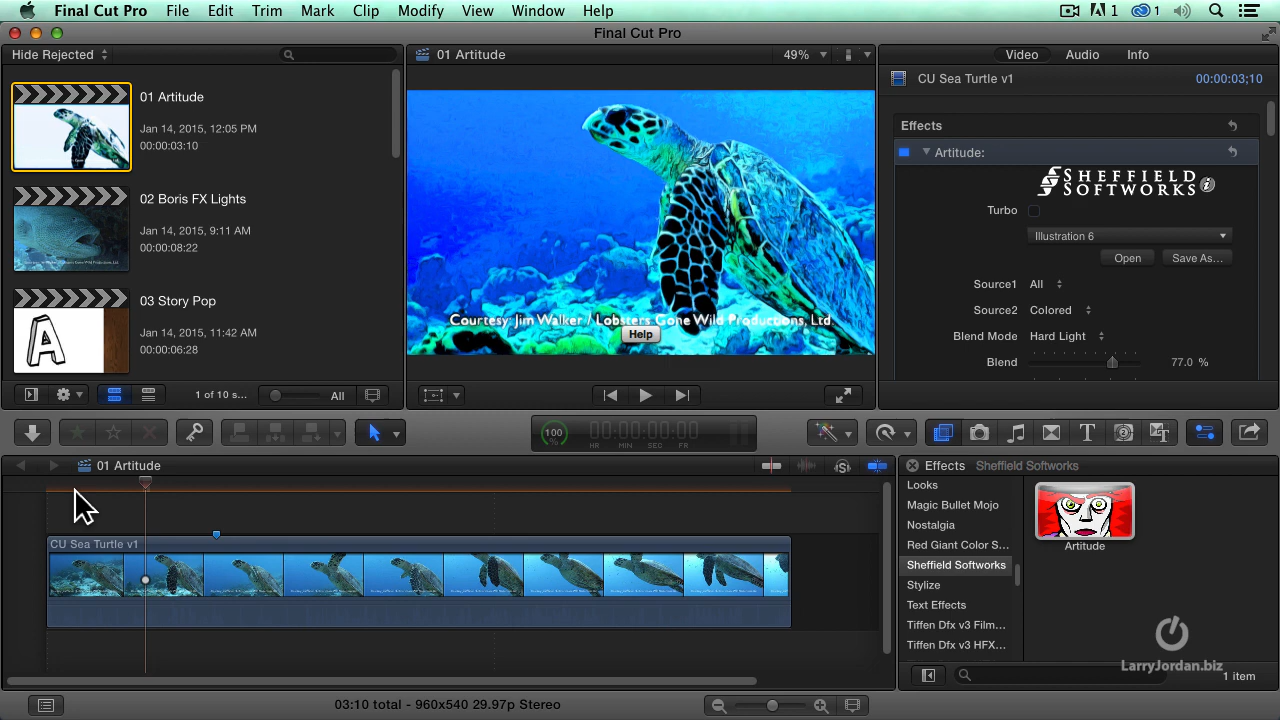 Final Cut Pro File Edit Trim Mark Clip Modify View Window Help 1 1
Final Cut Pro
Hide Rejected
01 Artitude
Jan 14, 2015, 12:05 PM
00:00:03:10
02 Boris FX Lights
Jan 14, 2015, 9:11 AM
00:00:08:22
03 Story Pop
Jan 14, 2015, 11:42 AM
00:00:06:28
A
1 of 10 s... All
01 Artitude 49%
Courtesy: Jim Walker / Lobsters Gone Wild Productions, Ltd.
Help
Video Audio Info
CU Sea Turtle v1 00:00:03;10
Effects
Artitude:
SHEFFIELD
SOFTWORKS
Turbo
Illustration 6
Open Save As...
Source1 All
Source2 Colored
Blend Mode Hard Light
Blend 77.0 %
100 % 00:00:00:00
HR MIN SEC FR
01 Artitude
CU Sea Turtle v1
Effects Sheffield Softworks
Looks
Magic Bullet Mojo
Nostalgia
Red Giant Color S...
Sheffield Softworks
Stylize
Text Effects
Tiffen Dfx v3 Film...
Tiffen Dfx v3 HFX...
Artitude
LarryJordan.biz
1 item
03:10 total - 960x540 29.97p Stereo